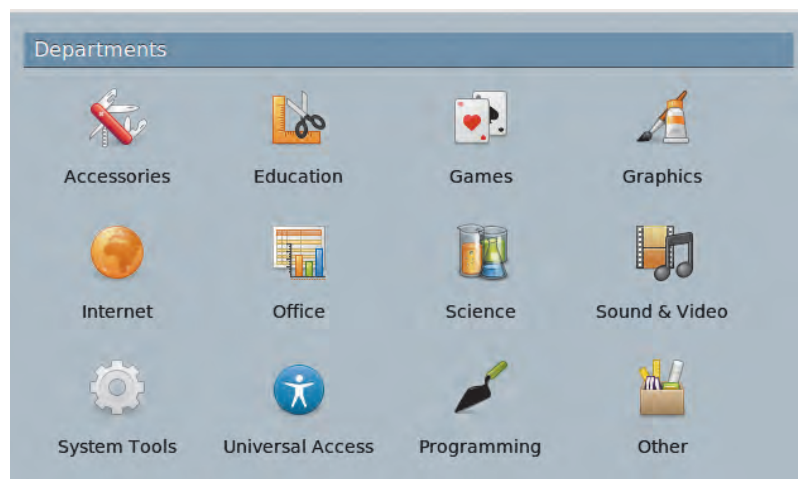 Departments
Accessories Education Games Graphics
Internet Office Science Sound & Video
System Tools Universal Access Programming Other